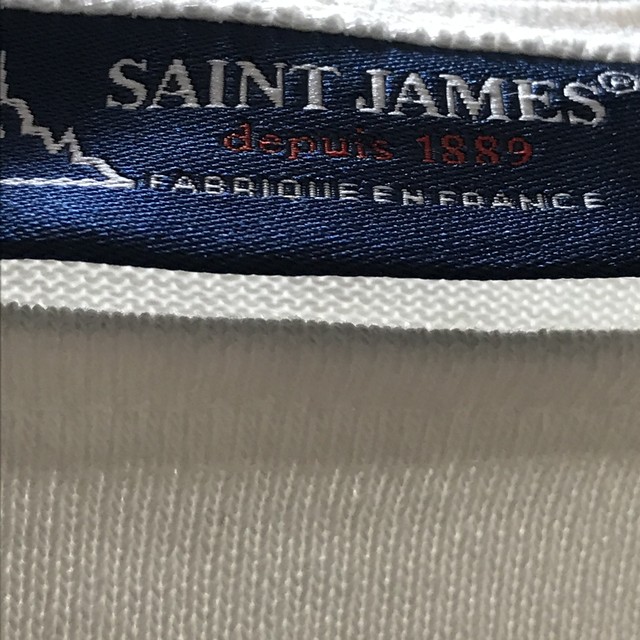 SAINT JAMES®
depuis 1889
FABRIQUE EN FRANCE